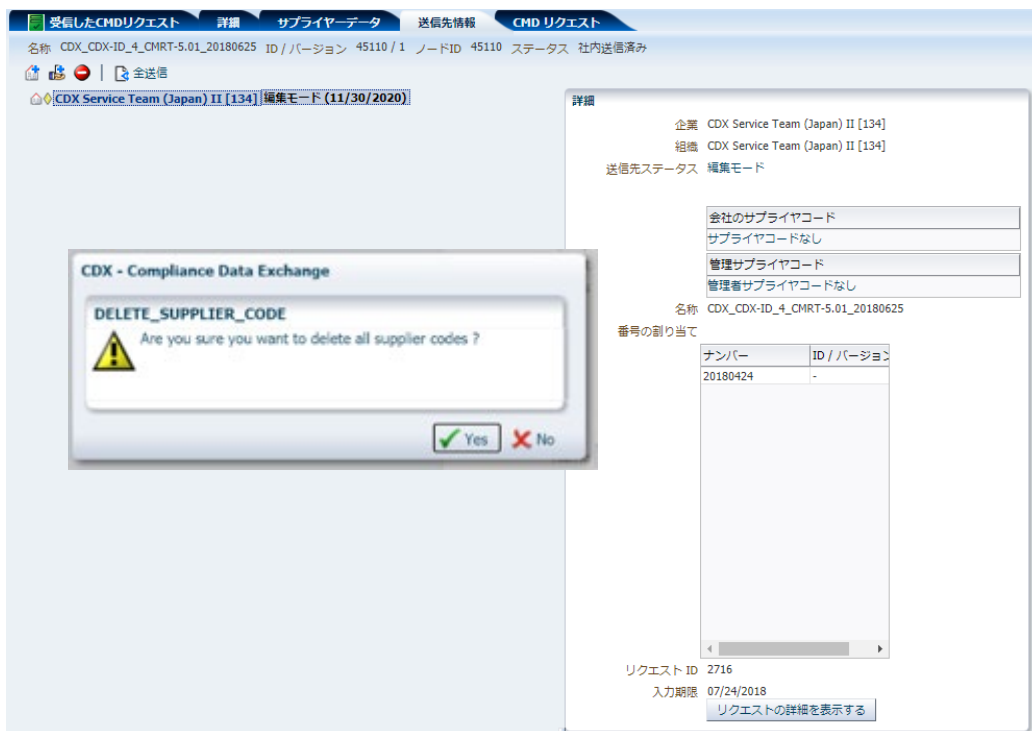 受信したCMDリクエスト 詳細 サプライヤーデータ 送信先情報 CMD リクエスト
名称 CDX_CDX-ID_4_CMRT-5.01_20180625 ID / バージョン 45110 / 1 ノードID 45110 ステータス 社内送信済み
全送信
CDX Service Team (Japan) II [134] 編集モード (11/30/2020)
CDX - Compliance Data Exchange
DELETE_SUPPLIER_CODE
Are you sure you want to delete all supplier codes ?
Yes No
詳細
企業 CDX Service Team (Japan) II [134]
組織 CDX Service Team (Japan) II [134]
送信先ステータス 編集モード
会社のサプライヤコード
サプライヤコードなし
管理サプライヤコード
管理者サプライヤコードなし
名称 CDX_CDX-ID_4_CMRT-5.01_20180625
番号の割り当て
ナンバー ID / バージョン
20180424 -
リクエスト ID 2716
入力期限 07/24/2018
リクエストの詳細を表示する